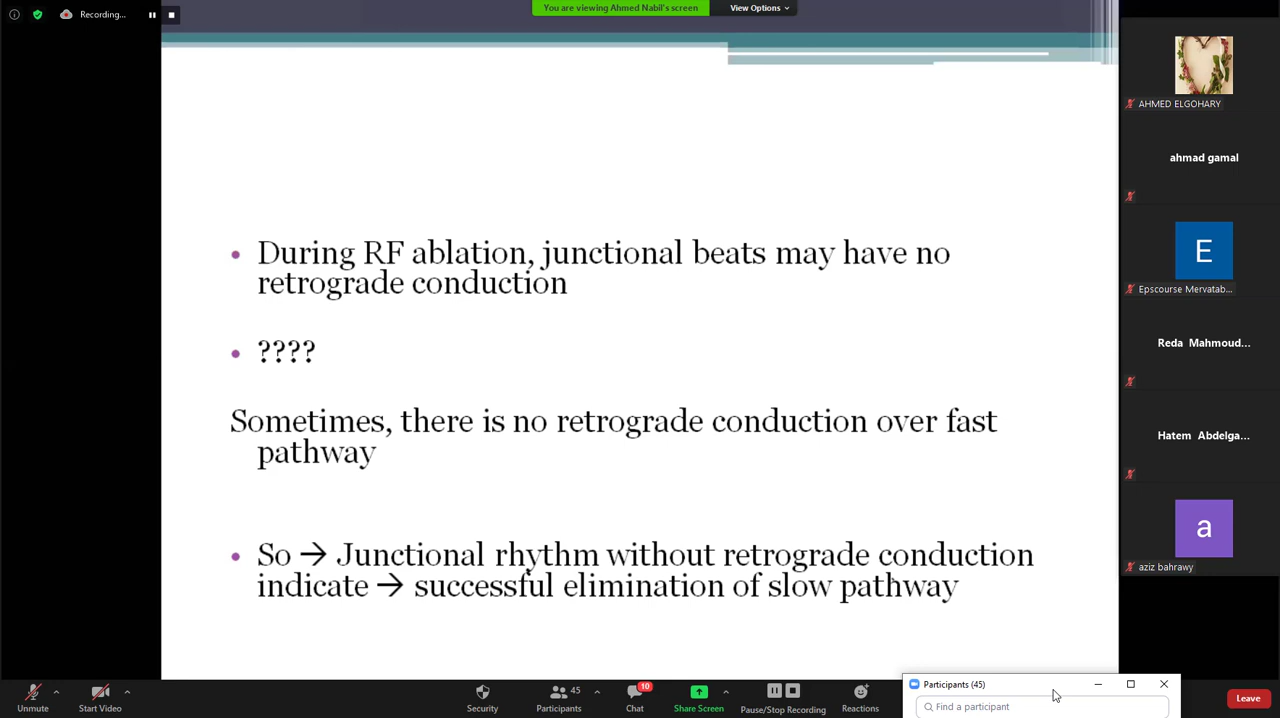 Recording...
You are viewing Ahmed Nabil's screen
View Options
• During RF ablation, junctional beats may have no
retrograde conduction
• ????
Sometimes, there is no retrograde conduction over fast
pathway
• So → Junctional rhythm without retrograde conduction
indicate → successful elimination of slow pathway
AHMED ELGOHARY
ahmad gamal
E
Epscourse Mervatab...
Reda Mahmoud...
Hatem Abdelga...
a
aziz bahrawy
Participants (45)
Find a participant
Unmute
Start Video
Security
45
Participants
10
Chat
Share Screen
Pause/Stop Recording
Reactions
Leave